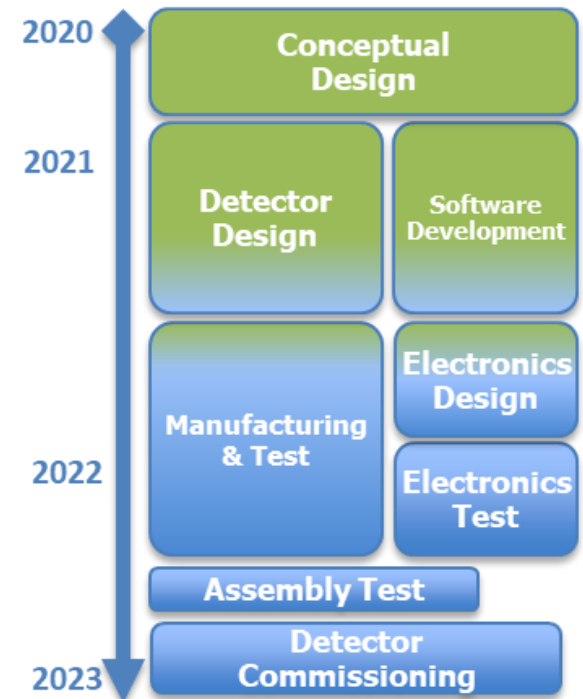 2020
Conceptual
Design
2021
Detector
Design
Software
Development
Manufacturing
& Test
Electronics
Design
2022
Electronics
Test
Assembly Test
Detector
Commissioning
2023